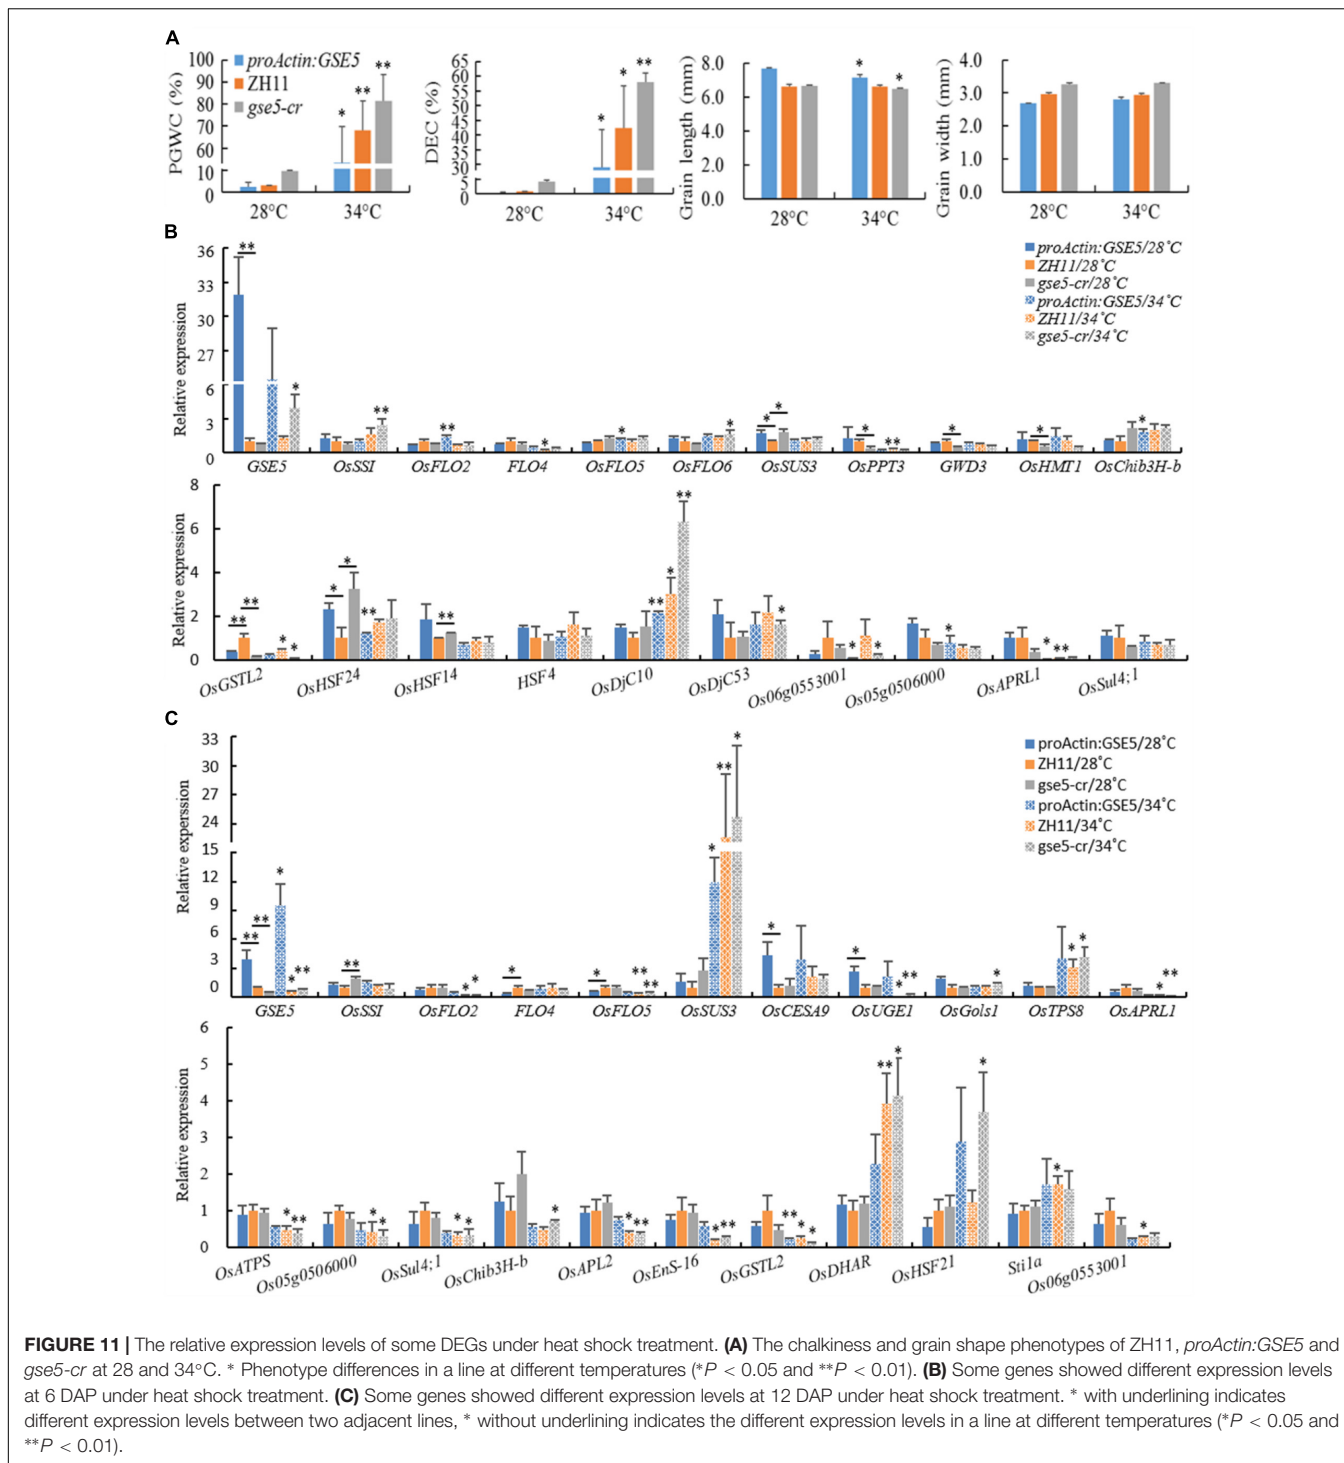 A
100
90
80
70
60
10
0
PGWC (%)
proActin:GSE5
ZH11
gse5-cr
* ** **
28°C 34°C
65
60
55
50
45
40
35
30
5
0
DEC (%)
* * **
28°C 34°C
8.0
6.0
4.0
2.0
0.0
Grain length (mm)
* *
28°C 34°C
4.0
3.0
2.0
1.0
0.0
Grain width (mm)
28°C 34°C
B
36
33
30
27
6
3
0
Relative expression
proActin:GSE5/28°C
ZH11/28°C
gse5-cr/28°C
proActin:GSE5/34°C
ZH11/34°C
gse5-cr/34°C
** * ** ** * * * * * * ** * * *
GSE5 OsSSI OsFLO2 FLO4 OsFLO5 OsFLO6 OsSUS3 OsPPT3 GWD3 OsHMT1 OsChib3H-b
8
6
4
2
0
Relative expression
** ** * * * * ** ** ** * ** * * * * * **
OsGSTL2 OsHSF24 OsHSF14 HSF4 OsDjC10 OsDjC53 Os06g0553001 Os05g0506000 OsAPRL1 OsSul4;1
C
33
30
27
24
15
12
9
6
3
0
Relative experssion
proActin:GSE5/28°C
ZH11/28°C
gse5-cr/28°C
proActin:GSE5/34°C
ZH11/34°C
gse5-cr/34°C
** ** * * ** ** * * * * ** ** * ** * * * * ** * * * * **
GSE5 OsSSI OsFLO2 FLO4 OsFLO5 OsSUS3 OsCESA9 OsUGE1 OsGols1 OsTPS8 OsAPRL1
6
5
4
3
2
1
0
Relative expression
* ** * * * * * * ** * ** ** * * ** * * * *
OsATPS Os05g0506000 OsSul4;1 OsChib3H-b OsAPL2 OsEnS-16 OsGSTL2 OsDHAR OsHSF21 Sti1a Os06g0553001
FIGURE 11 | The relative expression levels of some DEGs under heat shock treatment. (A) The chalkiness and grain shape phenotypes of ZH11, proActin:GSE5 and
gse5-cr at 28 and 34°C. * Phenotype differences in a line at different temperatures (*P < 0.05 and **P < 0.01). (B) Some genes showed different expression levels
at 6 DAP under heat shock treatment. (C) Some genes showed different expression levels at 12 DAP under heat shock treatment. * with underlining indicates
different expression levels between two adjacent lines, * without underlining indicates the different expression levels in a line at different temperatures (*P < 0.05 and
**P < 0.01).